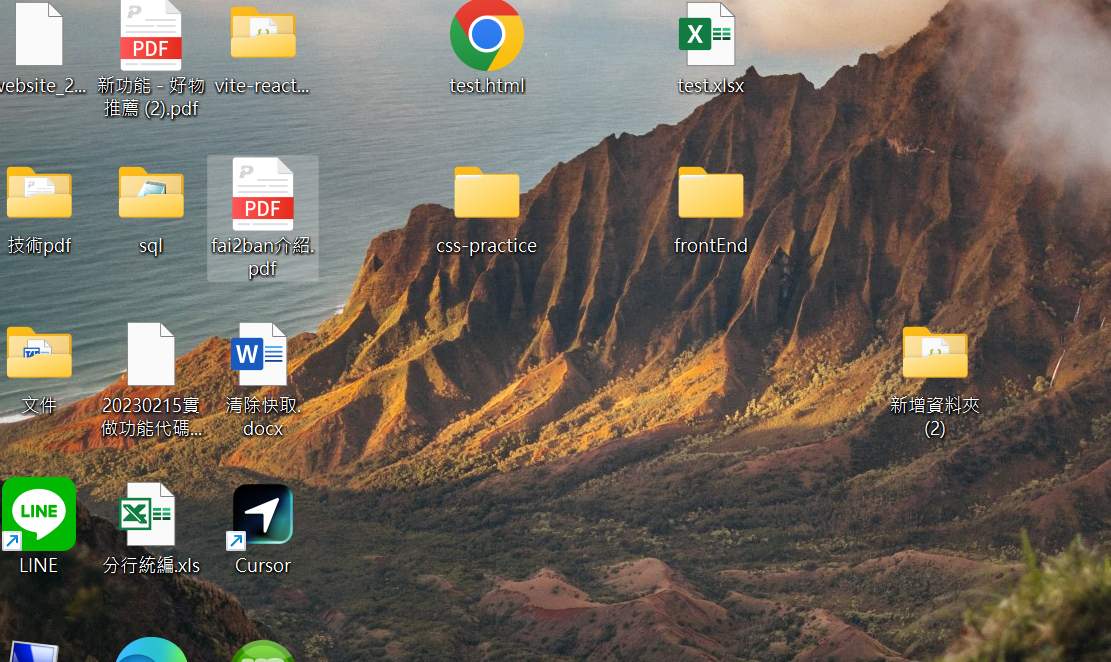 website_2...
新功能 - 好物
推薦 (2).pdf
vite-react...
test.html
test.xlsx
PDF
技術pdf
sql
PDF
fai2ban介紹.
pdf
css-practice
frontEnd
文件
20230215實
做功能代碼...
W
清除快取.
docx
新增資料夾
(2)
LINE
LINE
分行統編.xls
Cursor